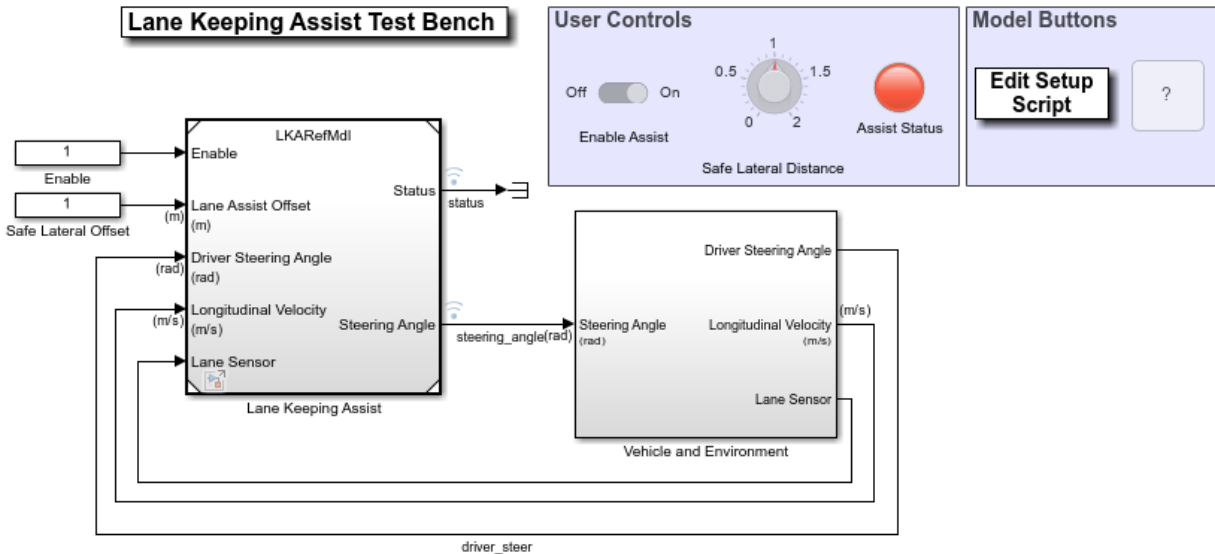 Lane Keeping Assist Test Bench
User Controls
Off
On
Enable Assist
0
0.5
1
1.5
2
Safe Lateral Distance
Assist Status
Model Buttons
Edit Setup
Script
?
1
Enable
1
Safe Lateral Offset
(m)
(rad)
(m/s)
LKARefMdl
Enable
Lane Assist Offset
(m)
Driver Steering Angle
(rad)
Longitudinal Velocity
(m/s)
Lane Sensor
Status
Steering Angle
Lane Keeping Assist
status
steering_angle
(rad)
Steering Angle
(rad)
Driver Steering Angle
Longitudinal Velocity
(m/s)
Lane Sensor
(m/s)
Vehicle and Environment
driver_steer